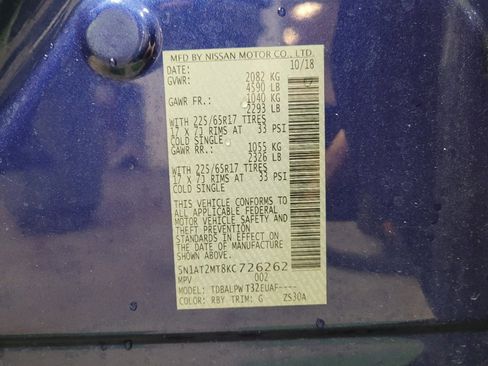 MFD BY NISSAN MOTOR CO., LTD.
DATE: 10/18
GVWR: 2082 KG
4590 LB
GAWR FR.: 1040 KG
2293 LB
WITH 225/65R17 TIRES
17 X 7J RIMS AT 33 PSI
COLD SINGLE
GAWR RR.: 1055 KG
2326 LB
WITH 225/65R17 TIRES
17 X 7J RIMS AT 33 PSI
COLD SINGLE
THIS VEHICLE CONFORMS TO
ALL APPLICABLE FEDERAL
MOTOR VEHICLE SAFETY AND
THEFT PREVENTION
STANDARDS IN EFFECT ON
THE DATE OF MANUFACTURE
SHOWN ABOVE.
5N1AT2MT8KC726262
MPV 002
MODEL: TDBALPW T32EUAF----
COLOR: RBY TRIM: G ZS30A